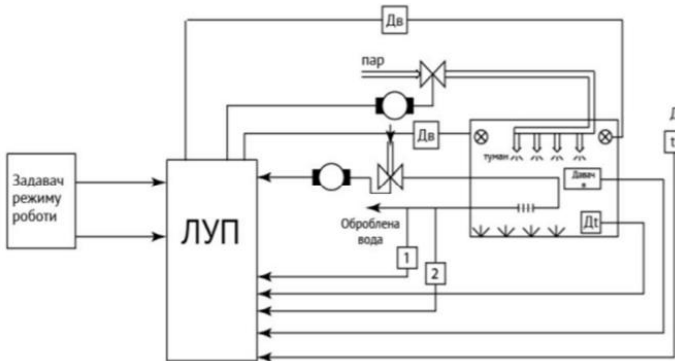 Дв
пар
Дв
туман
Давач
в
Задавач
режиму
роботи
ЛУП
Оброблена
вода
Дt
1
2
t